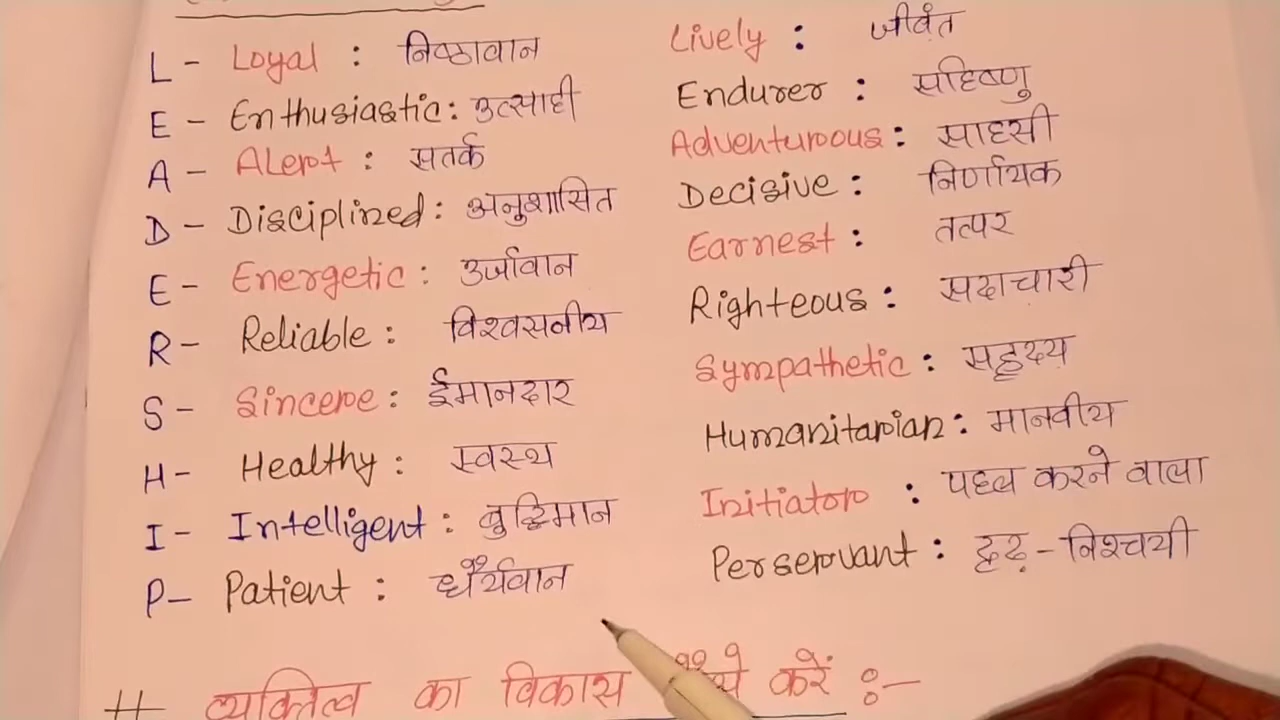 L - Loyal : निष्ठावान Lively : जीवंत
E - Enthusiastic : उत्साही Endurer : सहिष्णु
A - Alert : सतर्क Adventurous : साहसी
D - Disciplined : अनुशासित Decisive : निर्णायक
E - Energetic : उर्जावान Earnest : तत्पर
R - Reliable : विश्वसनीय Righteous : सदाचारी
S - Sincere : ईमानदार Sympathetic : सहृदय
H - Healthy : स्वस्थ Humanitarian : मानवीय
I - Intelligent : बुद्धिमान Initiator : पहल करने वाला
P - Patient : धैर्यवान Perservant : दृढ़ - निश्चयी
# व्यक्तित्व का विकास करें :-